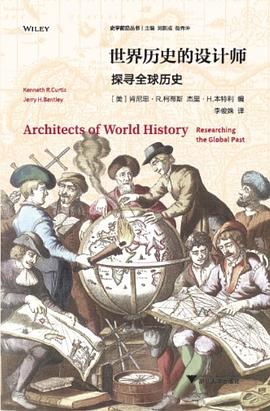 WILEY
史学前沿丛书 | 主编 刘新成 岳秀坤
世界历史的设计师
探寻全球历史
Kenneth R.Curtis
Jerry H.Bentley
[美] 肯尼思·R.柯蒂斯 杰里·H.本特利 编
李俊姝 译
Architects of World History
Researching
the Global Past
浙江大学出版社